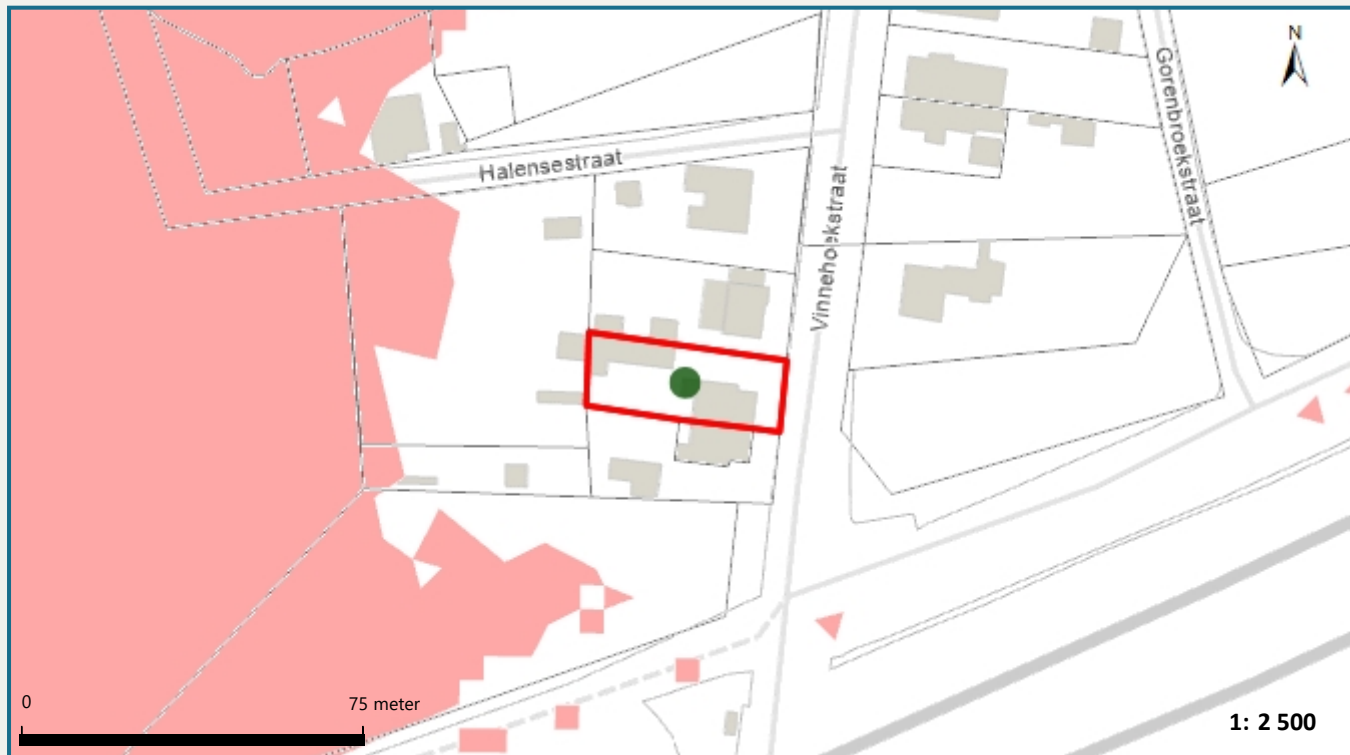 N
Gorenbroekstraat
Halensestraat
Vinnehoekstraat
0
75 meter
1: 2 500